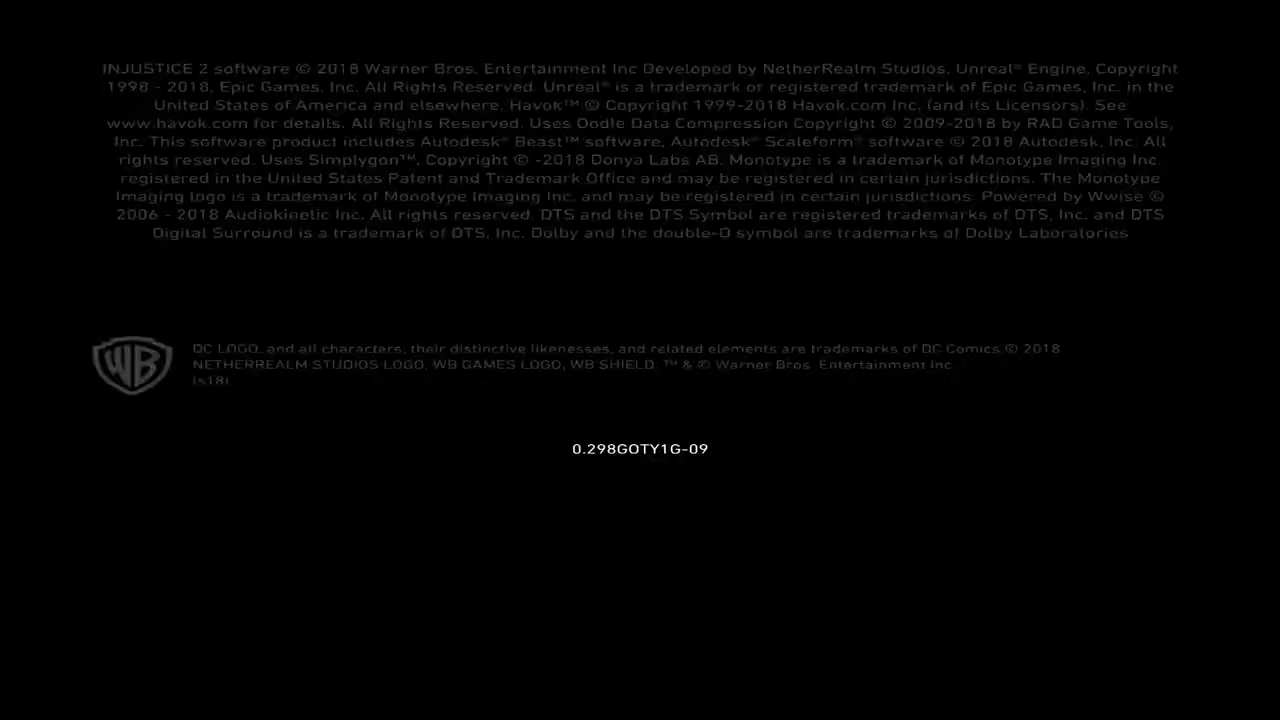 INJUSTICE 2 software © 2018 Warner Bros. Entertainment Inc Developed by NetherRealm Studios. Unreal® Engine, Copyright
1998 - 2018, Epic Games, Inc. All Rights Reserved. Unreal® is a trademark or registered trademark of Epic Games, Inc. in the
United States of America and elsewhere. Havok™ © Copyright 1999-2018 Havok.com Inc. (and its Licensors). See
www.havok.com for details. All Rights Reserved. Uses Oodle Data Compression Copyright © 2009-2018 by RAD Game Tools,
Inc. This software product includes Autodesk® Beast™ software, Autodesk® Scaleform® software © 2018 Autodesk, Inc. All
rights reserved. Uses Simplygon™, Copyright © -2018 Donya Labs AB. Monotype is a trademark of Monotype Imaging Inc.
registered in the United States Patent and Trademark Office and may be registered in certain jurisdictions. The Monotype
Imaging logo is a trademark of Monotype Imaging Inc. and may be registered in certain jurisdictions. Powered by Wwise ©
2006 - 2018 Audiokinetic Inc. All rights reserved. DTS and the DTS Symbol are registered trademarks of DTS, Inc. and DTS
Digital Surround is a trademark of DTS, Inc. Dolby and the double-D symbol are trademarks of Dolby Laboratories
WB
DC LOGO, and all characters, their distinctive likenesses, and related elements are trademarks of DC Comics © 2018
NETHERREALM STUDIOS LOGO, WB GAMES LOGO, WB SHIELD: ™ & © Warner Bros. Entertainment Inc.
(s18)
0.298GOTY1G-09